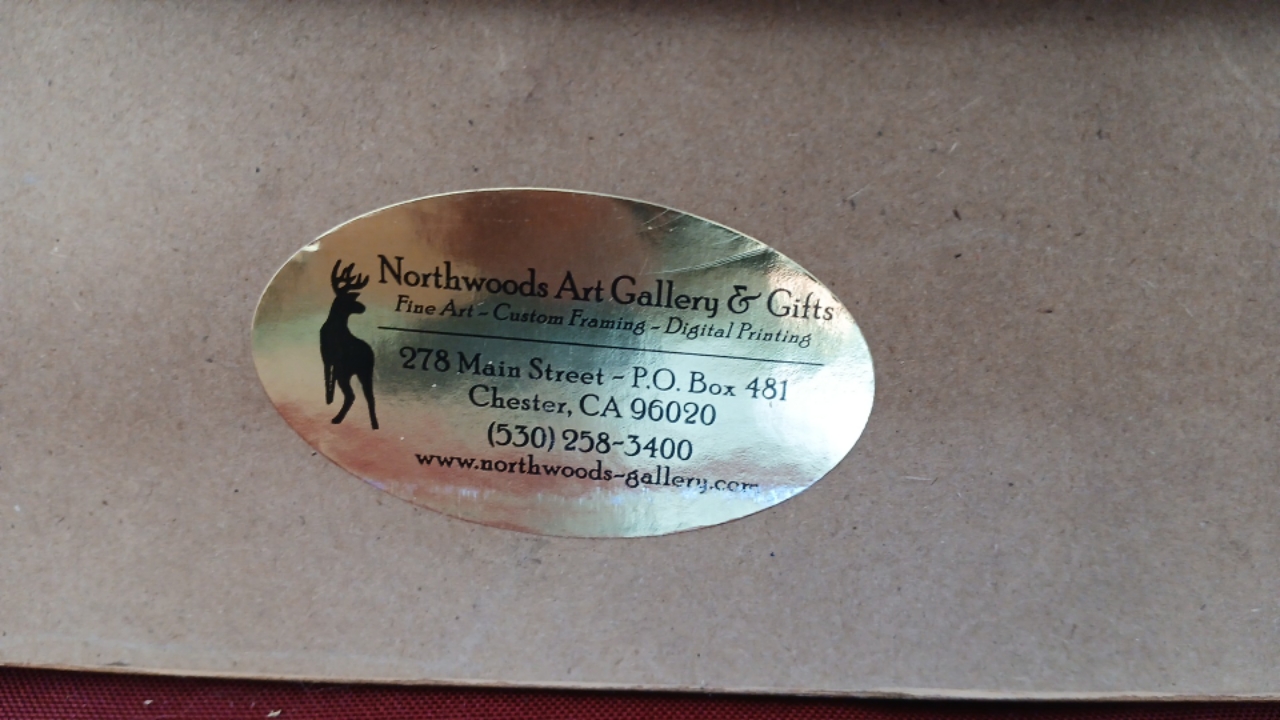 Northwoods Art Gallery & Gifts
Fine Art ~ Custom Framing ~ Digital Printing
278 Main Street ~ P.O. Box 481
Chester, CA 96020
(530) 258-3400
www.northwoods-gallery.com